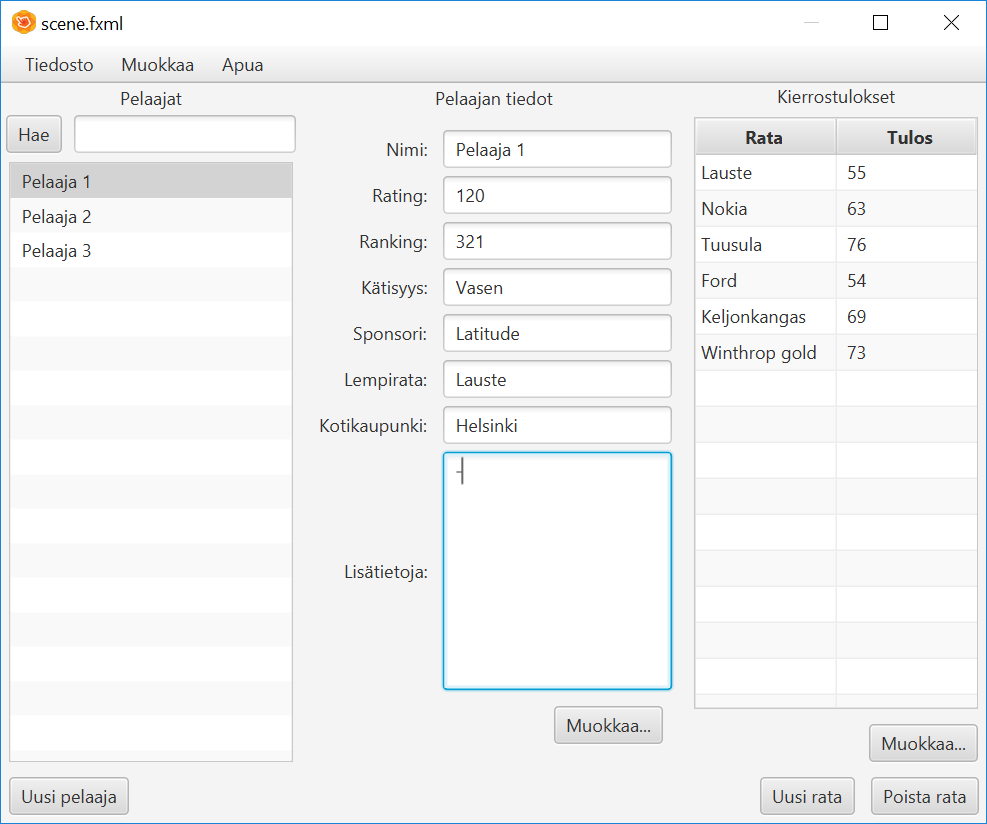 scene.fxml
Tiedosto Muokkaa Apua
Pelaajat
Hae
Pelaaja 1
Pelaaja 2
Pelaaja 3
Uusi pelaaja
Pelaajan tiedot
Nimi: Pelaaja 1
Rating: 120
Ranking: 321
Kätisyys: Vasen
Sponsori: Latitude
Lempirata: Lauste
Kotikaupunki: Helsinki
Lisätietoja: -
Muokkaa...
Kierrostulokset
Rata Tulos
Lauste 55
Nokia 63
Tuusula 76
Ford 54
Keljonkangas 69
Winthrop gold 73
Muokkaa...
Uusi rata Poista rata